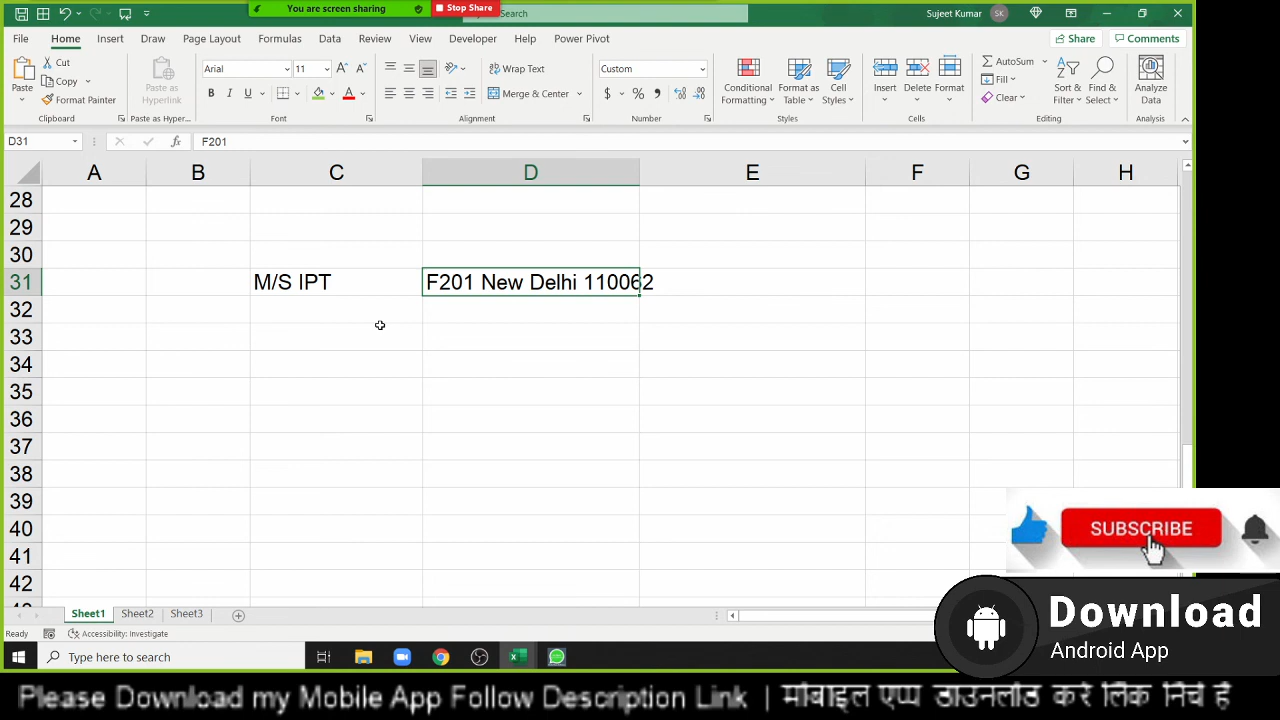 You are screen sharing
Stop Share
Search
Sujeet Kumar
SK
File Home Insert Draw Page Layout Formulas Data Review View Developer Help Power Pivot
Share
Comments
Paste
Cut
Copy
Format Painter
Clipboard
Paste as Hyperlink
Paste as Hyper...
Arial
11
B I U
Font
Wrap Text
Merge & Center
Alignment
Custom
$ % ,
Number
Conditional Formatting
Format as Table
Cell Styles
Styles
Insert Delete Format
Cells
AutoSum
Fill
Clear
Sort & Filter
Find & Select
Editing
Analyze Data
Analysis
D31
fx
F201
A B C D E F G H
28
29
30
31 M/S IPT F201 New Delhi 110062
32
33
34
35
36
37
38
39
40
41
42
SUBSCRIBE
Sheet1 Sheet2 Sheet3
Ready
Accessibility: Investigate
Download
Android App
Type here to search
Please Download my Mobile App Follow Description Link | मोबाइल एप्प डाउनलोड करे लिंक निचे है